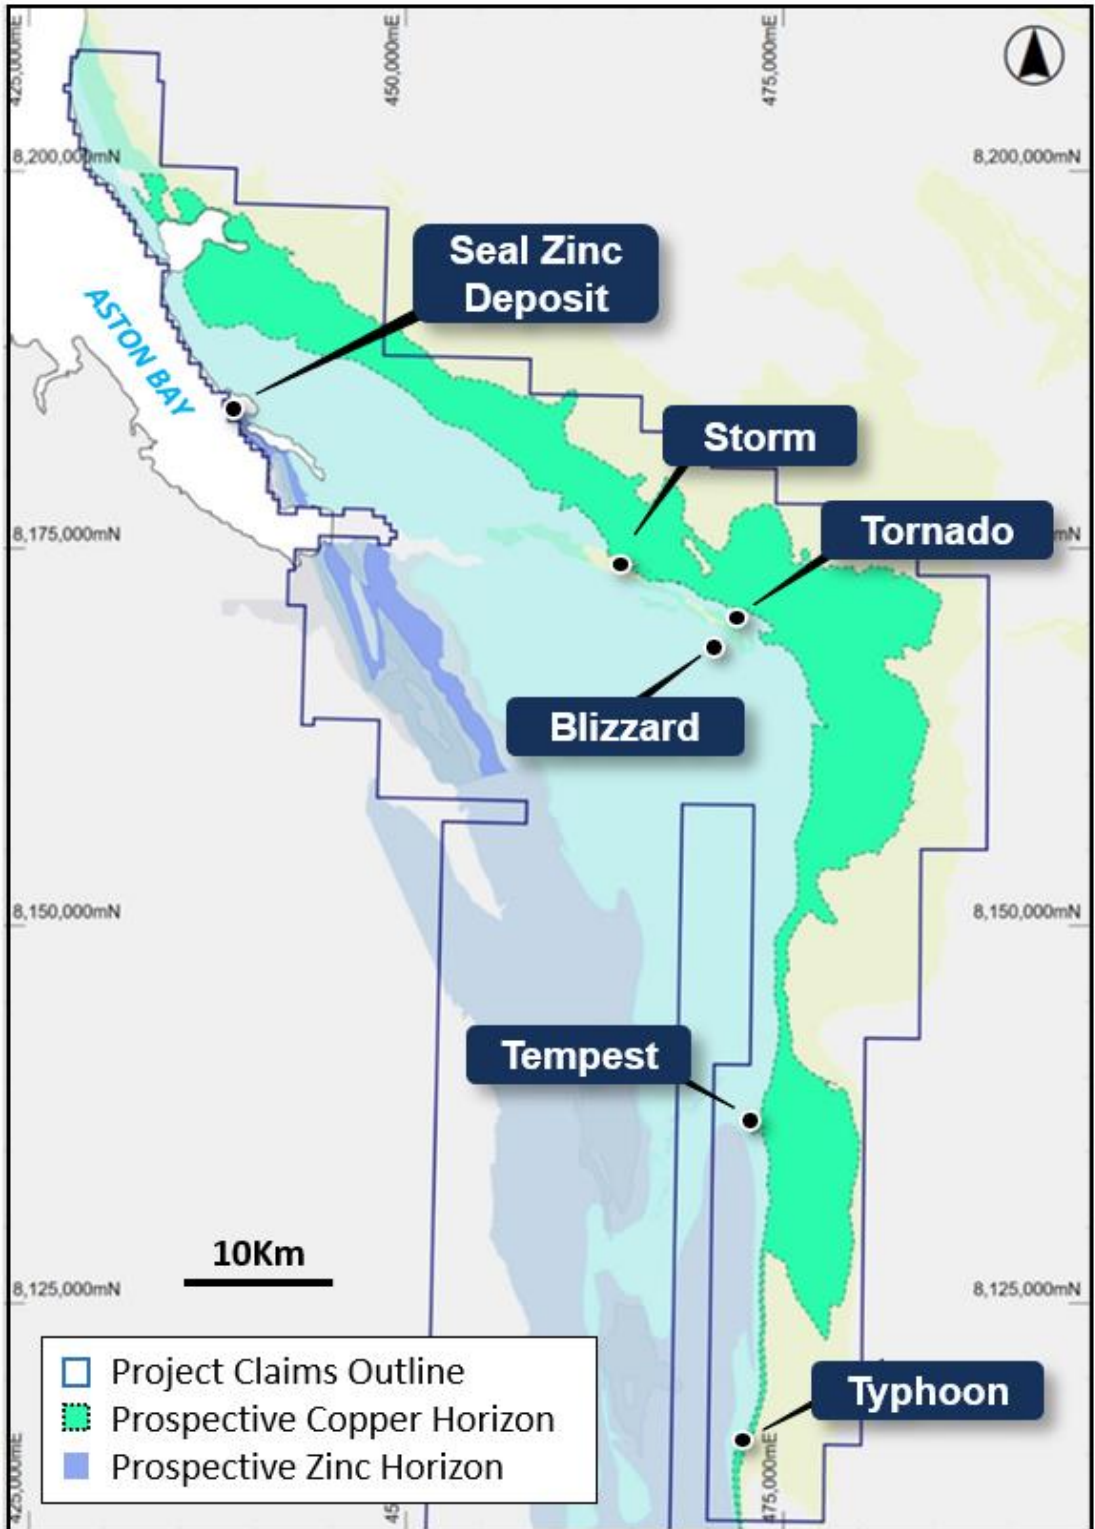 425,000mE
450,000mE
475,000mE
8,200,000mN
8,200,000mN
Seal Zinc
Deposit
ASTON BAY
Storm
Tornado
8,175,000mN
mN
Blizzard
8,150,000mN
8,150,000mN
Tempest
10Km
8,125,000mN
8,125,000mN
Project Claims Outline
Prospective Copper Horizon
Prospective Zinc Horizon
Typhoon
425,000mE
45
475,000mE